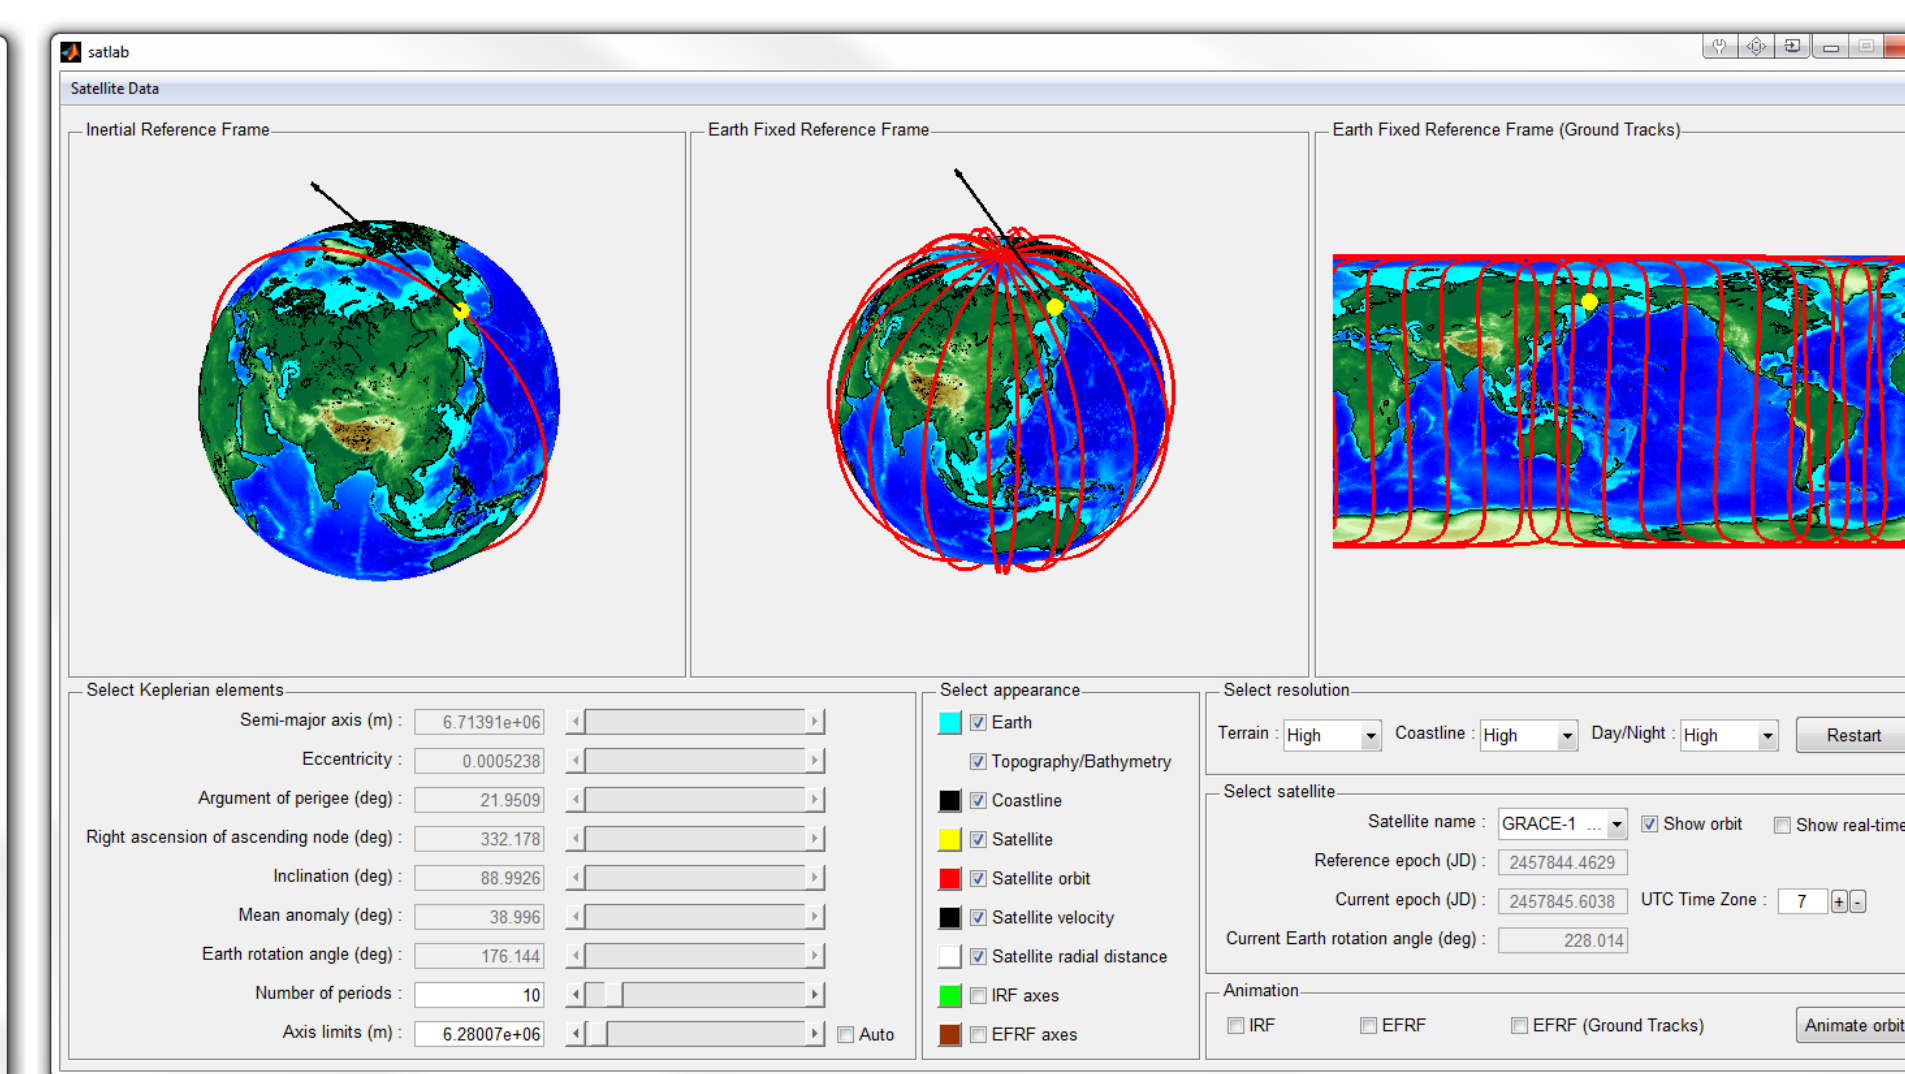 satlab
Satellite Data
Inertial Reference Frame
Earth Fixed Reference Frame
Earth Fixed Reference Frame (Ground Tracks)
Select Keplerian elements
Semi-major axis (m) : 6.71391e+06
Eccentricity : 0.0005238
Argument of perigee (deg) : 21.9509
Right ascension of ascending node (deg) : 332.178
Inclination (deg) : 88.9926
Mean anomaly (deg) : 38.996
Earth rotation angle (deg) : 176.144
Number of periods : 10
Axis limits (m) : 6.28007e+06 Auto
Select appearance
Earth
Topography/Bathymetry
Coastline
Satellite
Satellite orbit
Satellite velocity
Satellite radial distance
IRF axes
EFRF axes
Select resolution
Terrain : High Coastline : High Day/Night : High Restart
Select satellite
Satellite name : GRACE-1 ... Show orbit Show real-time
Reference epoch (JD) : 2457844.4629
Current epoch (JD) : 2457845.6038 UTC Time Zone : 7 + -
Current Earth rotation angle (deg) : 228.014
Animation
IRF EFRF EFRF (Ground Tracks) Animate orbit